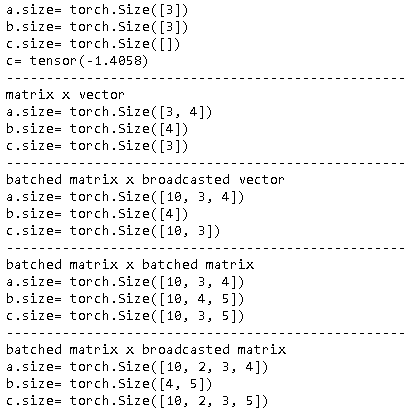 a.size= torch.Size([3])
b.size= torch.Size([3])
c.size= torch.Size([])
c= tensor(-1.4058)
--------------------------------------------------
matrix x vector
a.size= torch.Size([3, 4])
b.size= torch.Size([4])
c.size= torch.Size([3])
--------------------------------------------------
batched matrix x broadcasted vector
a.size= torch.Size([10, 3, 4])
b.size= torch.Size([4])
c.size= torch.Size([10, 3])
--------------------------------------------------
batched matrix x batched matrix
a.size= torch.Size([10, 3, 4])
b.size= torch.Size([10, 4, 5])
c.size= torch.Size([10, 3, 5])
--------------------------------------------------
batched matrix x broadcasted matrix
a.size= torch.Size([10, 2, 3, 4])
b.size= torch.Size([4, 5])
c.size= torch.Size([10, 2, 3, 5])